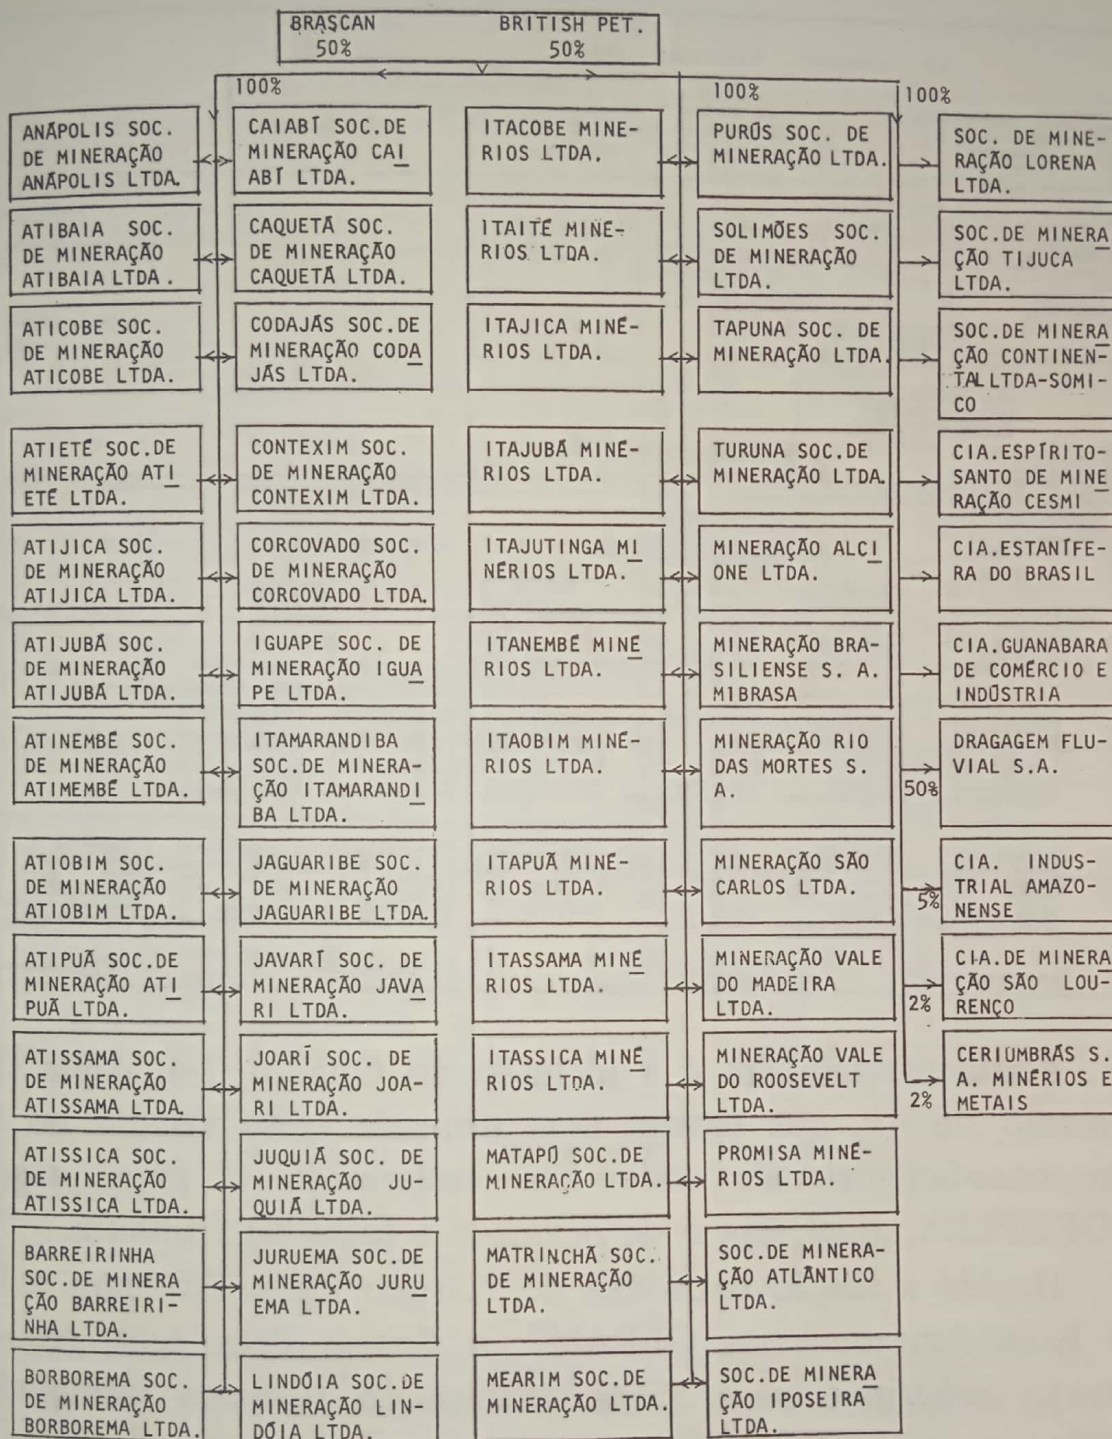 BRASCAN BRITISH PET.
50% 50%
100%
100%
100%
ANÁPOLIS SOC.
DE MINERAÇÃO
ANÁPOLIS LTDA.
ATIBAIA SOC.
DE MINERAÇÃO
ATIBAIA LTDA.
ATICOBE SOC.
DE MINERAÇÃO
ATICOBE LTDA.
ATIETÉ SOC.DE
MINERAÇÃO ATI
ETÉ LTDA.
ATIJICA SOC.
DE MINERAÇÃO
ATIJICA LTDA.
ATIJUBÁ SOC.
DE MINERAÇÃO
ATIJUBÁ LTDA.
ATINEMBÉ SOC.
DE MINERAÇÃO
ATIMEMBÉ LTDA.
ATIOBIM SOC.
DE MINERAÇÃO
ATIOBIM LTDA.
ATIPUÃ SOC.DE
MINERAÇÃO ATI
PUÃ LTDA.
ATISSAMA SOC.
DE MINERAÇÃO
ATISSAMA LTDA.
ATISSICA SOC.
DE MINERAÇÃO
ATISSICA LTDA.
BARREIRINHA
SOC.DE MINERA
ÇÃO BARREIRI-
NHA LTDA.
BORBOREMA SOC.
DE MINERAÇÃO
BORBOREMA LTDA.
CAIABÍ SOC.DE
MINERAÇÃO CAI
ABÍ LTDA.
CAQUETÁ SOC.
DE MINERAÇÃO
CAQUETÁ LTDA.
CODAJÁS SOC.DE
MINERAÇÃO CODA
JÁS LTDA.
CONTEXIM SOC.
DE MINERAÇÃO
CONTEXIM LTDA.
CORCOVADO SOC.
DE MINERAÇÃO
CORCOVADO LTDA.
IGUAPE SOC. DE
MINERAÇÃO IGUA
PE LTDA.
ITAMARANDIBA
SOC.DE MINERA-
ÇÃO ITAMARANDI
BA LTDA.
JAGUARIBE SOC.
DE MINERAÇÃO
JAGUARIBE LTDA.
JAVARÍ SOC. DE
MINERAÇÃO JAVA
RI LTDA.
JOARÍ SOC. DE
MINERAÇÃO JOA-
RI LTDA.
JUQUIÁ SOC. DE
MINERAÇÃO JU-
QUIÁ LTDA.
JURUEMA SOC.DE
MINERAÇÃO JURU
EMA LTDA.
LINDÓIA SOC.DE
MINERAÇÃO LIN-
DÓIA LTDA.
ITACOBE MINE-
RIOS LTDA.
ITAITÉ MINÉ-
RIOS LTDA.
ITAJICA MINÉ-
RIOS LTDA.
ITAJUBÁ MINÉ-
RIOS LTDA.
ITAJUTINGA MI
NÉRIOS LTDA.
ITANEMBÉ MINÉ
RIOS LTDA.
ITAOBIM MINÉ-
RIOS LTDA.
ITAPUÃ MINÉ-
RIOS LTDA.
ITASSAMA MINÉ
RIOS LTDA.
ITASSICA MINÉ
RIOS LTDA.
MATAPÚ SOC.DE
MINERAÇÃO LTDA.
MATRINCHÃ SOC.
DE MINERAÇÃO
LTDA.
MEARIM SOC.DE
MINERAÇÃO LTDA.
PURÚS SOC. DE
MINERAÇÃO LTDA.
SOLIMÕES SOC.
DE MINERAÇÃO
LTDA.
TAPUNA SOC. DE
MINERAÇÃO LTDA.
TURUNA SOC.DE
MINERAÇÃO LTDA.
MINERAÇÃO ALCI
ONE LTDA.
MINERAÇÃO BRA-
SILIENSE S. A.
MIBRASA
MINERAÇÃO RIO
DAS MORTES S.
A.
MINERAÇÃO SÃO
CARLOS LTDA.
MINERAÇÃO VALE
DO MADEIRA
LTDA.
MINERAÇÃO VALE
DO ROOSEVELT
LTDA.
PROMISA MINÉ-
RIOS LTDA.
SOC.DE MINERA-
ÇÃO ATLÂNTICO
LTDA.
SOC.DE MINERA
ÇÃO IPOSEIRA
LTDA.
SOC. DE MINE-
RAÇÃO LORENA
LTDA.
SOC.DE MINERA
ÇÃO TIJUCA
LTDA.
SOC.DE MINERA
ÇÃO CONTINEN-
TAL LTDA-SOMI-
CO
CIA.ESPÍRITO-
SANTO DE MINE
RAÇÃO CESMI
CIA.ESTANÍFE-
RA DO BRASIL
CIA.GUANABARA
DE COMÉRCIO E
INDÚSTRIA
DRAGAGEM FLU-
VIAL S.A.
50%
CIA. INDUS-
TRIAL AMAZO-
NENSE
5%
CIA.DE MINERA
ÇÃO SÃO LOU-
RENÇO
2%
CERIUMBRÁS S.
A. MINÉRIOS E
METAIS
2%